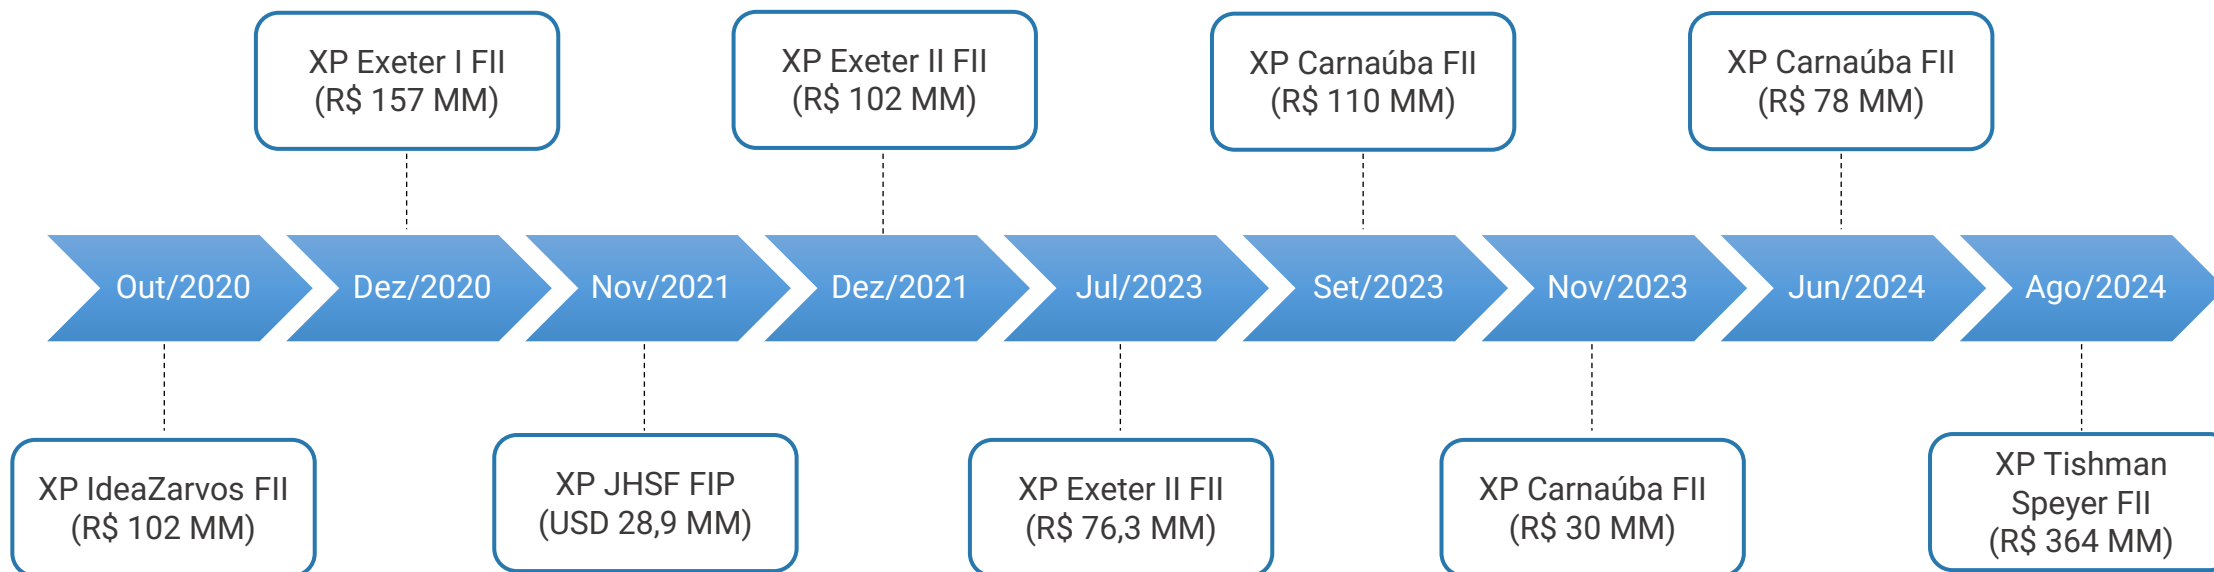 XP Exeter I FII
(R$ 157 MM)
XP Exeter II FII
(R$ 102 MM)
XP Carnaúba FII
(R$ 110 MM)
XP Carnaúba FII
(R$ 78 MM)
Out/2020
Dez/2020
Nov/2021
Dez/2021
Jul/2023
Set/2023
Nov/2023
Jun/2024
Ago/2024
XP IdeaZarvos FII
(R$ 102 MM)
XP JHSF FIP
(USD 28,9 MM)
XP Exeter II FII
(R$ 76,3 MM)
XP Carnaúba FII
(R$ 30 MM)
XP Tishman
Speyer FII
(R$ 364 MM)